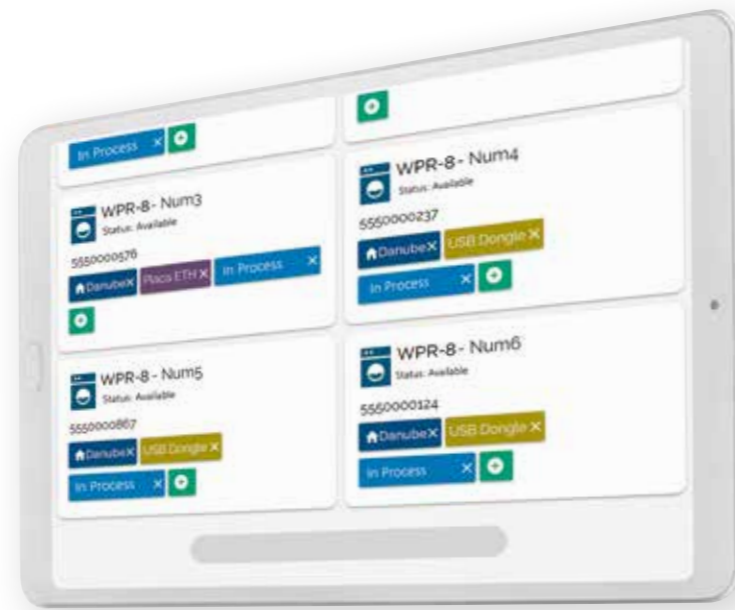 In Process ×
WPR-8 - Num3
Status: Available
5550000576
Danube × Placa ETH × In Process ×
WPR-8 - Num4
Status: Available
5550000237
Danube × USB Dongle ×
In Process ×
WPR-8 - Num5
Status: Available
5550000867
Danube × USB Dongle ×
In Process ×
WPR-8 - Num6
Status: Available
5550000124
Danube × USB Dongle ×
In Process ×